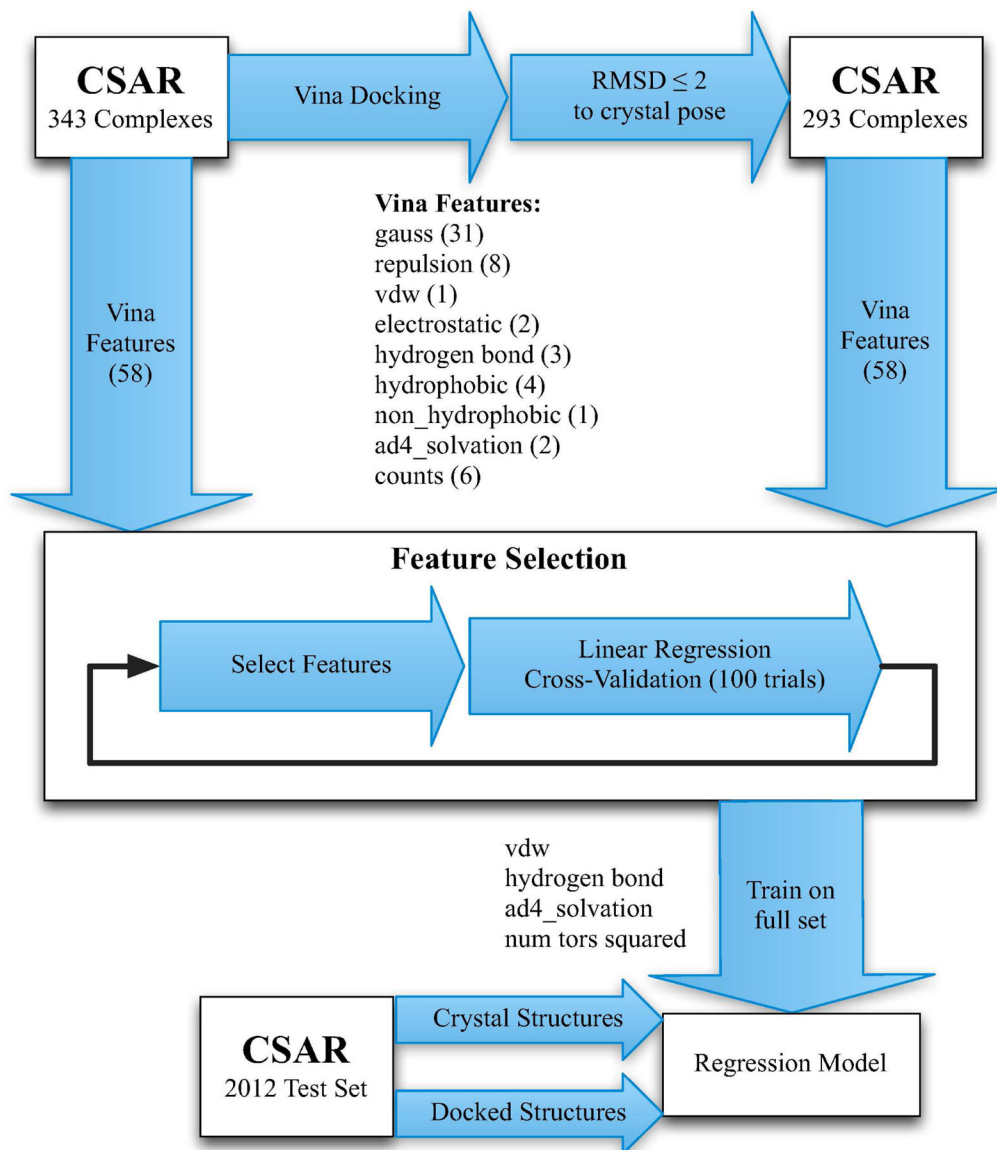 CSAR
343 Complexes
Vina Docking
RMSD ≤ 2
to crystal pose
CSAR
293 Complexes
Vina Features:
gauss (31)
repulsion (8)
vdw (1)
electrostatic (2)
hydrogen bond (3)
hydrophobic (4)
non_hydrophobic (1)
ad4_solvation (2)
counts (6)
Vina
Features
(58)
Vina
Features
(58)
Feature Selection
Select Features
Linear Regression
Cross-Validation (100 trials)
vdw
hydrogen bond
ad4_solvation
num tors squared
Train on
full set
CSAR
2012 Test Set
Crystal Structures
Docked Structures
Regression Model